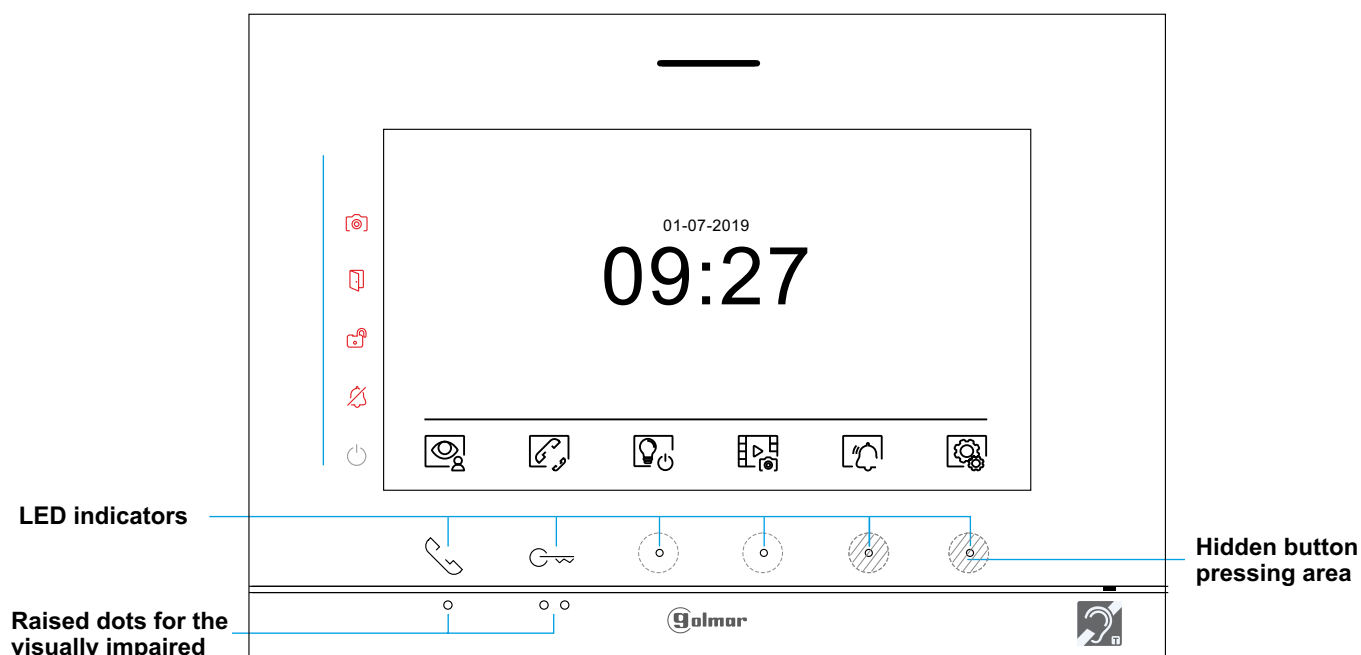 01-07-2019
09:27
LED indicators
Hidden button
pressing area
Raised dots for the
visually impaired
golmar
T